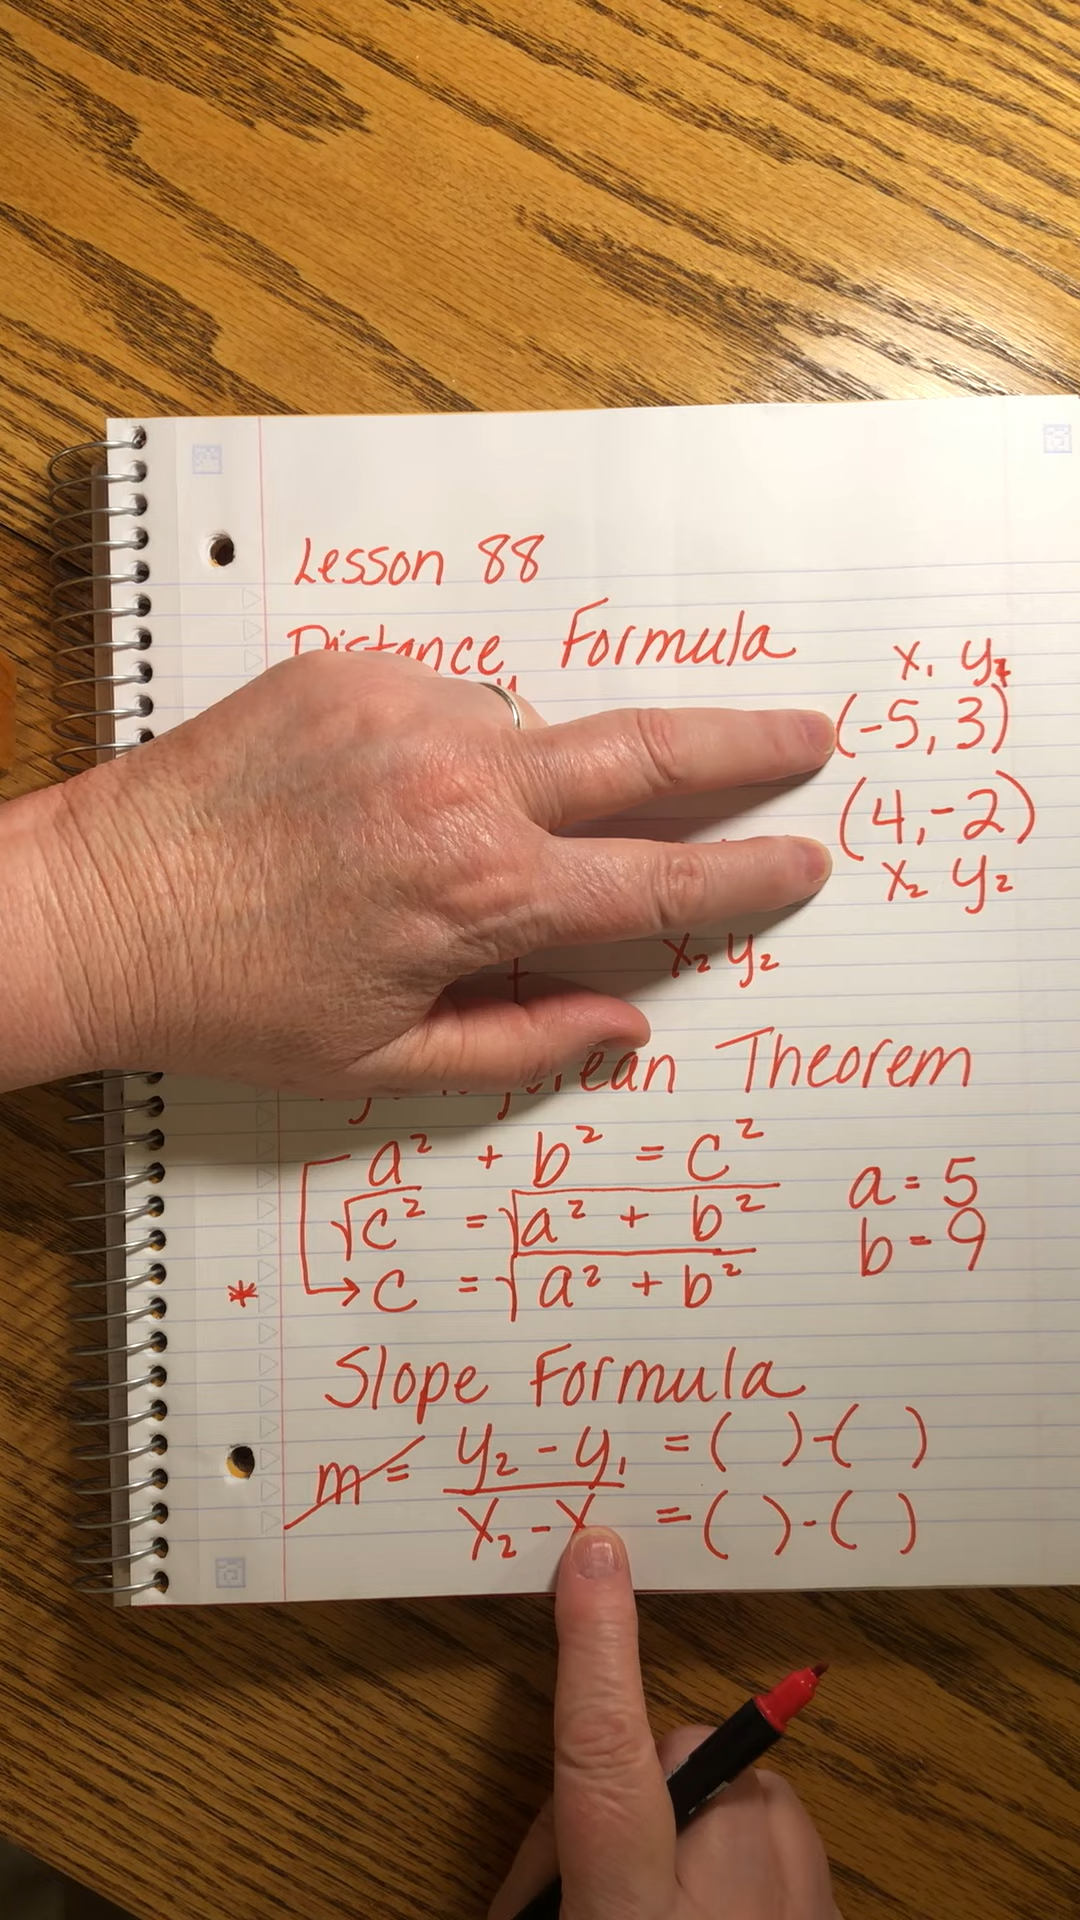 Lesson 88
Distance Formula
x₁ y₁
(-5, 3)
(4, -2)
x₂ y₂
x₂ y₂
Theorem
a² + b² = c²
√c² = √a² + b²
* → c = √a² + b²
a = 5
b = 9
Slope Formula
m = y₂ - y₁ = ( ) - ( )
x₂ - x = ( ) - ( )